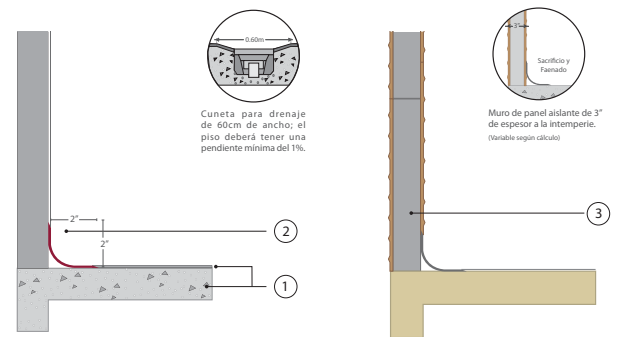 0.60m
Cuneta para drenaje
de 60cm de ancho; el
piso deberá tener una
pendiente mínima del 1%.
2"
2"
2
1
3"
Sacrificio y
Faenado
Muro de panel aislante de 3"
de espesor a la intemperie.
(Variable según cálculo)
3